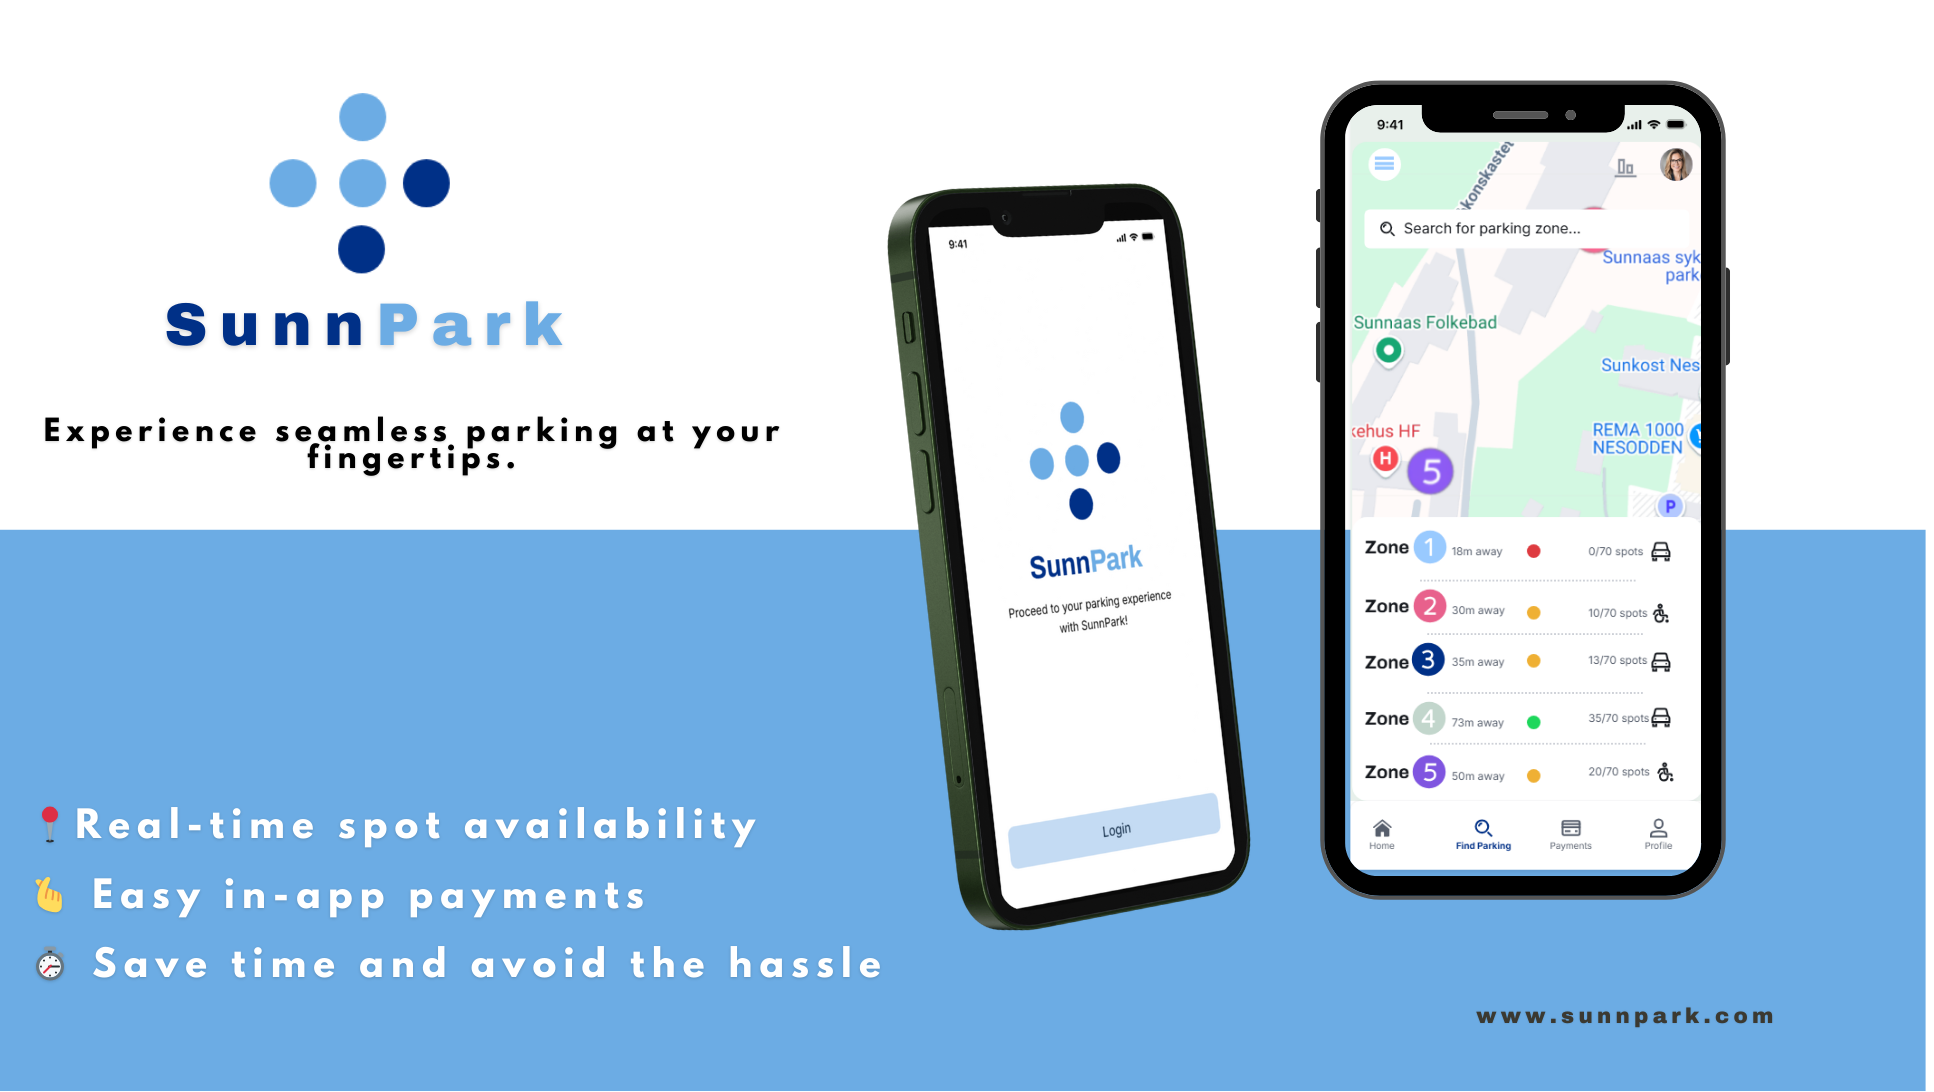 SunnPark
Experience seamless parking at your
fingertips.
Real-time spot availability
Easy in-app payments
Save time and avoid the hassle
9:41
SunnPark
Proceed to your parking experience
with SunnPark!
Login
9:41
konskastet
Search for parking zone...
Sunnaas syk
park
Sunnaas Folkebad
Sunkost Nes
REMA 1000
NESODDEN
kehus HF
H
5
P
Zone 1 18m away 0/70 spots
Zone 2 30m away 10/70 spots
Zone 3 35m away 13/70 spots
Zone 4 73m away 35/70 spots
Zone 5 50m away 20/70 spots
Home Find Parking Payments Profile
www.sunnpark.com